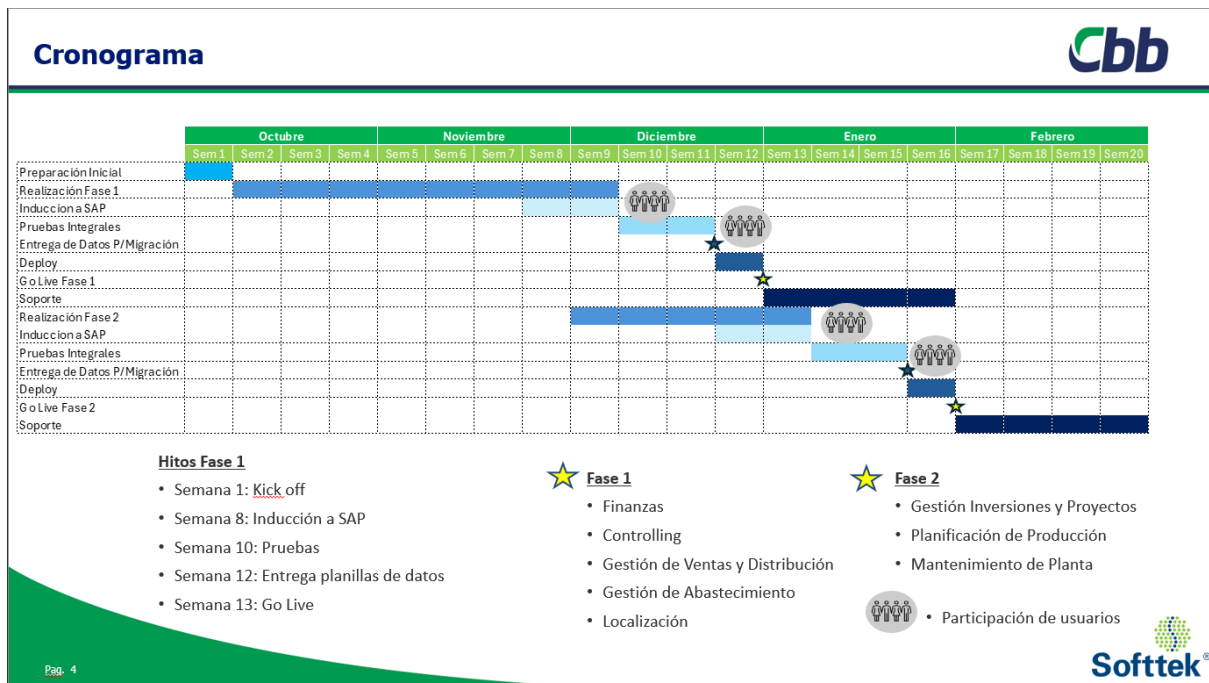 Cronograma
Cbb
Octubre Noviembre Diciembre Enero Febrero
Sem 1 Sem 2 Sem 3 Sem 4 Sem 5 Sem 6 Sem 7 Sem 8 Sem 9 Sem 10 Sem 11 Sem 12 Sem 13 Sem 14 Sem 15 Sem 16 Sem 17 Sem 18 Sem 19 Sem 20
Preparación Inicial
Realización Fase 1
Induccion a SAP
Pruebas Integrales
Entrega de Datos P/Migración
Deploy
Go Live Fase 1
Soporte
Realización Fase 2
Induccion a SAP
Pruebas Integrales
Entrega de Datos P/Migración
Deploy
Go Live Fase 2
Soporte
Hitos Fase 1
• Semana 1: Kick off
• Semana 8: Inducción a SAP
• Semana 10: Pruebas
• Semana 12: Entrega planillas de datos
• Semana 13: Go Live
Fase 1
• Finanzas
• Controlling
• Gestión de Ventas y Distribución
• Gestión de Abastecimiento
• Localización
Fase 2
• Gestión Inversiones y Proyectos
• Planificación de Producción
• Mantenimiento de Planta
• Participación de usuarios
Pag. 4
Softtek®